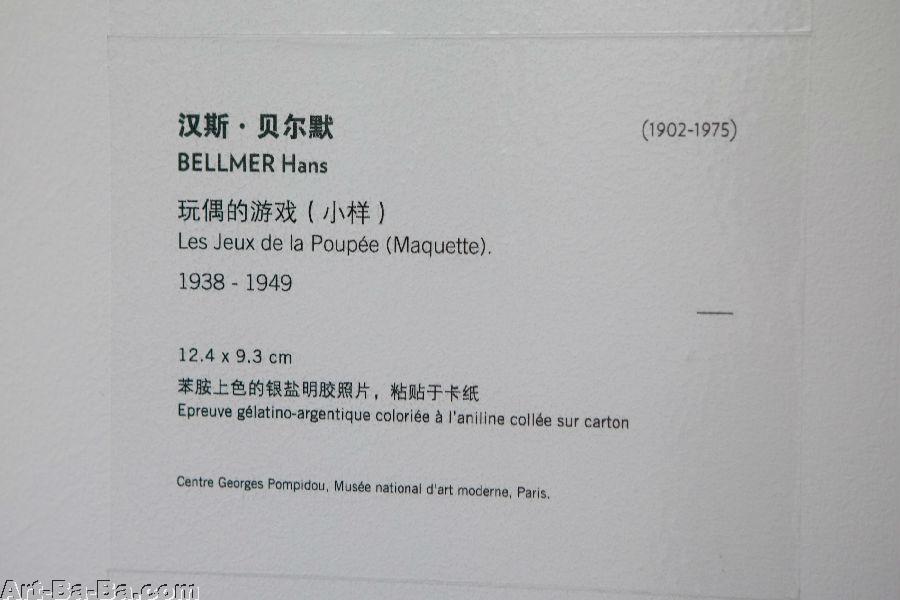 汉斯·贝尔默 (1902-1975)
BELLMER Hans
玩偶的游戏（小样）
Les Jeux de la Poupée (Maquette).
1938 - 1949
12.4 x 9.3 cm
苯胺上色的银盐明胶照片，粘贴于卡纸
Epreuve gélatino-argentique coloriée à l'aniline collée sur carton
Centre Georges Pompidou, Musée national d'art moderne, Paris.
Art-Ba-Ba.com